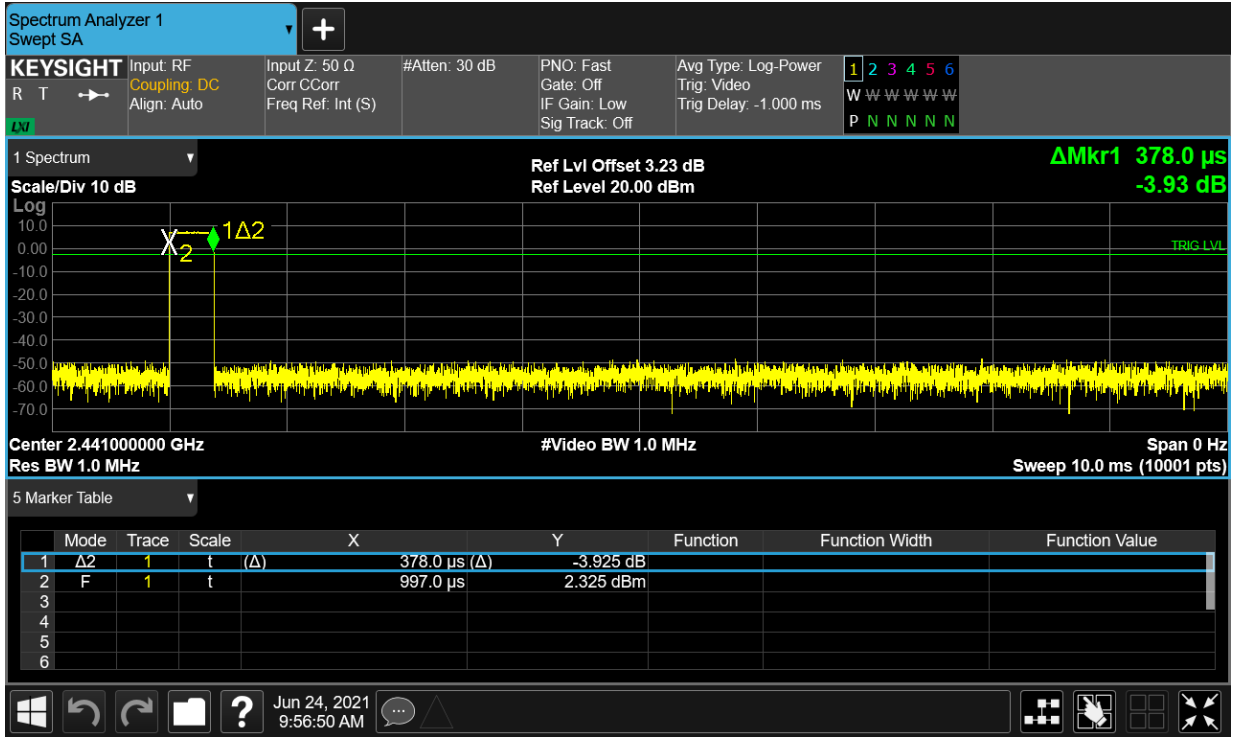 Spectrum Analyzer 1
Swept SA
KEYSIGHT
R T
LXI
Input: RF
Coupling: DC
Align: Auto
Input Z: 50 Ω
Corr CCorr
Freq Ref: Int (S)
#Atten: 30 dB
PNO: Fast
Gate: Off
IF Gain: Low
Sig Track: Off
Avg Type: Log-Power
Trig: Video
Trig Delay: -1.000 ms
1 2 3 4 5 6
W W W W W W
P N N N N N
1 Spectrum
Scale/Div 10 dB
Ref Lvl Offset 3.23 dB
Ref Level 20.00 dBm
ΔMkr1 378.0 µs
-3.93 dB
Log
10.0
0.00
-10.0
-20.0
-30.0
-40.0
-50.0
-60.0
-70.0
X
2
1Δ2
TRIG LVL
Center 2.441000000 GHz
#Video BW 1.0 MHz
Span 0 Hz
Res BW 1.0 MHz
Sweep 10.0 ms (10001 pts)
5 Marker Table
Mode Trace Scale X Y Function Function Width Function Value
1 Δ2 1 t (Δ) 378.0 µs (Δ) -3.925 dB
2 F 1 t 997.0 µs 2.325 dBm
3
4
5
6
?
Jun 24, 2021
9:56:50 AM